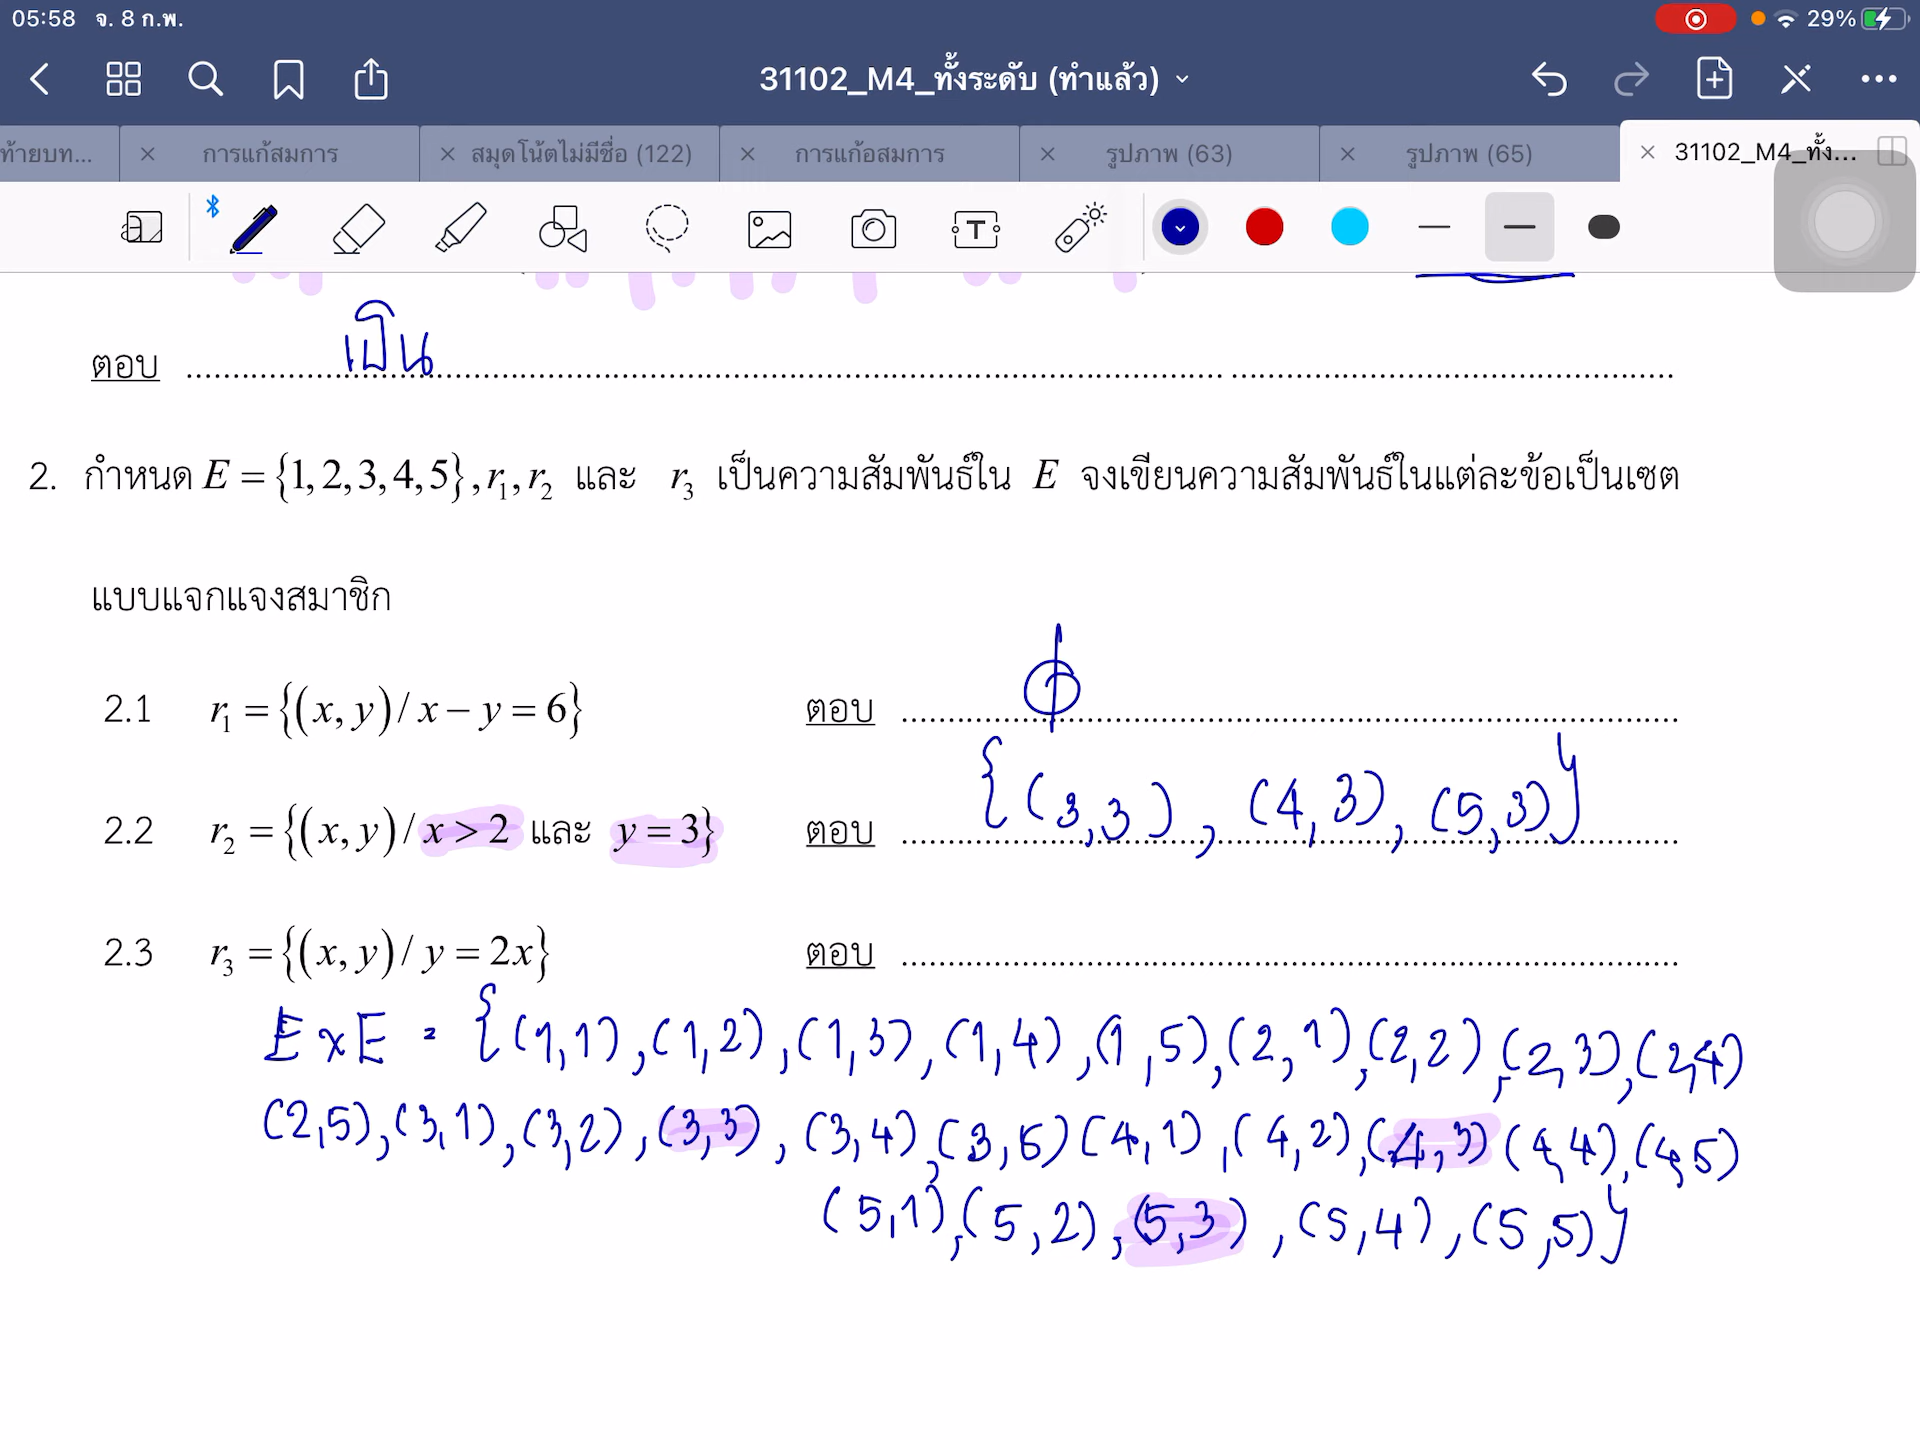 05:58 จ. 8 ก.พ. 29%
31102_M4_ทั้งระดับ (ทำแล้ว)
ท้ายบท... × การแก้สมการ × สมุดโน้ตไม่มีชื่อ (122) × การแก้อสมการ × รูปภาพ (63) × รูปภาพ (65) × 31102_M4_ทั้ง...
ตอบ เป็น
2. กำหนด E = {1, 2, 3, 4, 5}, r₁, r₂ และ r₃ เป็นความสัมพันธ์ใน E จงเขียนความสัมพันธ์ในแต่ละข้อเป็นเซต
แบบแจกแจงสมาชิก
2.1 r₁ = {(x, y) / x − y = 6} ตอบ ∅
2.2 r₂ = {(x, y) / x > 2 และ y = 3} ตอบ {(3,3), (4,3), (5,3)}
2.3 r₃ = {(x, y) / y = 2x} ตอบ
E x E = {(1,1), (1,2), (1,3), (1,4), (1,5), (2,1), (2,2), (2,3), (2,4)
(2,5), (3,1), (3,2), (3,3), (3,4), (3,5) (4,1), (4,2), (4,3) (4,4), (4,5)
(5,1), (5,2), (5,3), (5,4), (5,5)}